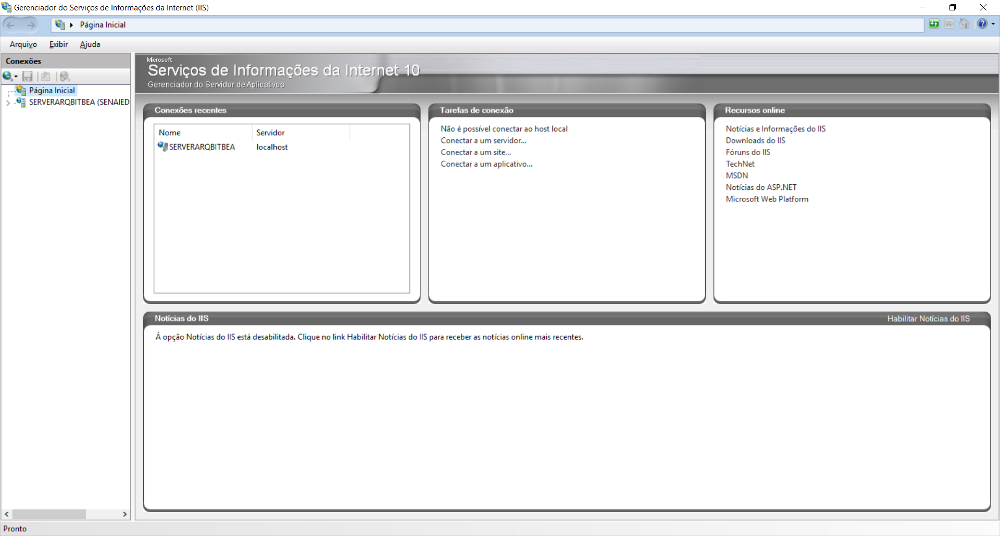 Gerenciador do Serviços de Informações da Internet (IIS)
Página Inicial
Arquivo Exibir Ajuda
Conexões
Página Inicial
SERVERARQBITBEA (SENAIED
Microsoft
Serviços de Informações da Internet 10
Gerenciador do Servidor de Aplicativos
Conexões recentes
Nome Servidor
SERVERARQBITBEA localhost
Tarefas de conexão
Não é possível conectar ao host local
Conectar a um servidor...
Conectar a um site...
Conectar a um aplicativo...
Recursos online
Notícias e Informações do IIS
Downloads do IIS
Fóruns do IIS
TechNet
MSDN
Notícias do ASP.NET
Microsoft Web Platform
Notícias do IIS Habilitar Notícias do IIS
Á opção Notícias do IIS está desabilitada. Clique no link Habilitar Notícias do IIS para receber as notícias online mais recentes.
Pronto